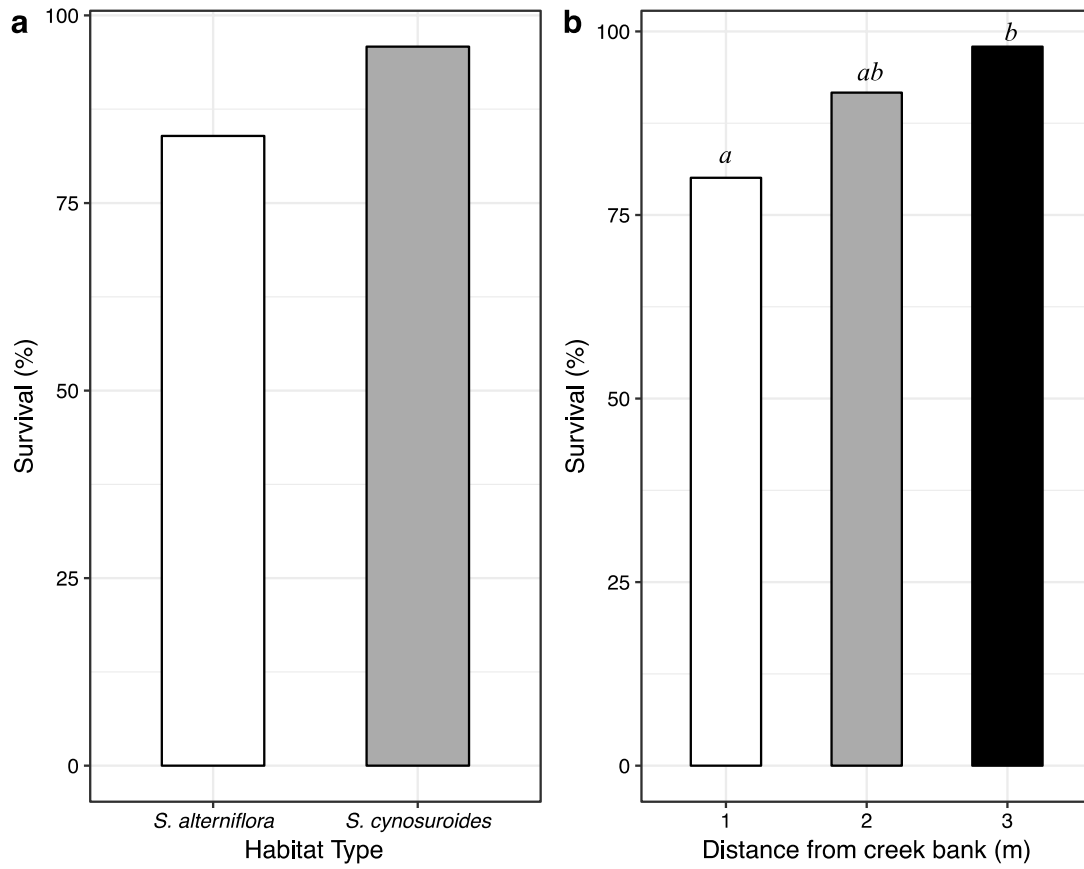 a
100
75
50
25
0
Survival (%)
S. alterniflora
S. cynosuroides
Habitat Type
b
100
75
50
25
0
Survival (%)
a
ab
b
1
2
3
Distance from creek bank (m)